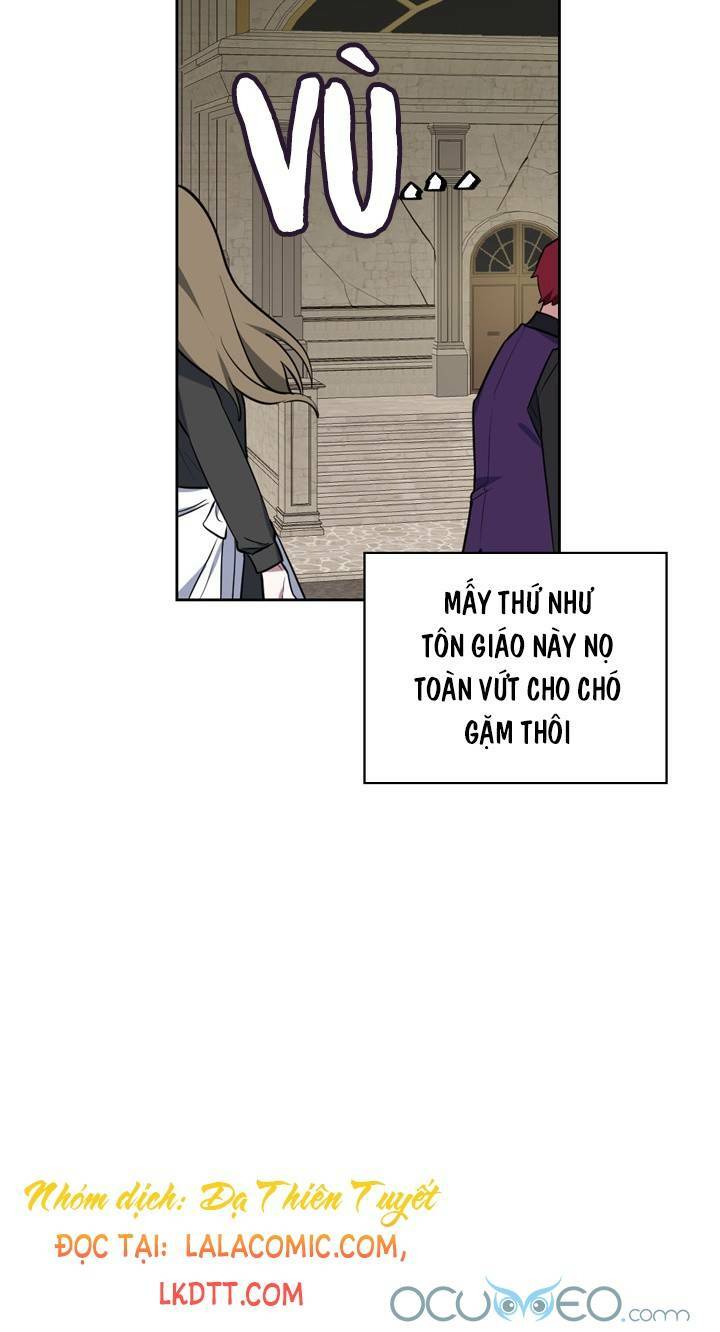 VÙ...
MẤY THỨ NHƯ
TÔN GIÁO NÀY NỌ
TOÀN VỨT CHO CHÓ
GẶM THÔI
Nhóm dịch: Dạ Thiên Tuyết
ĐỌC TẠI: LALACOMIC.COM,
LKDTT.COM
OCUMEO.com